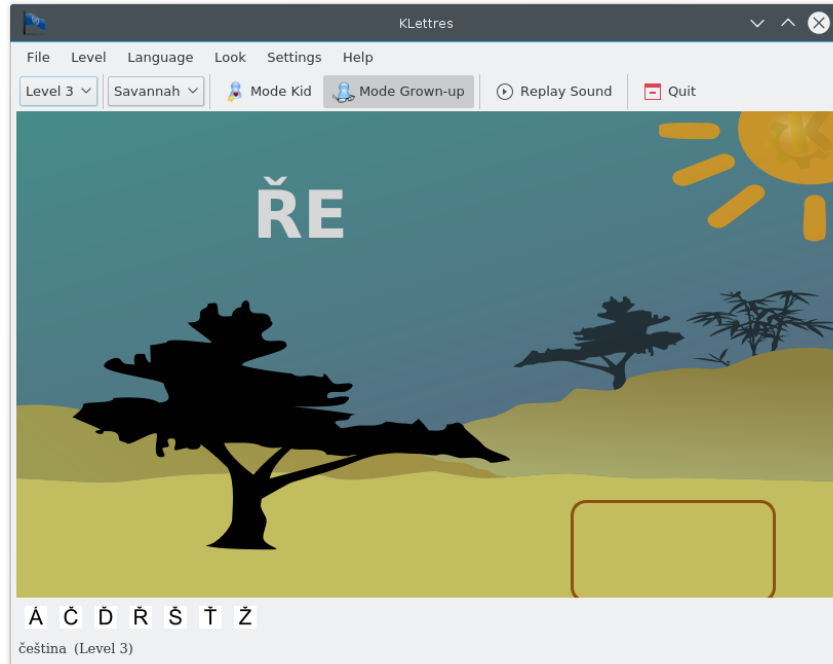 KLettres
File Level Language Look Settings Help
Level 3 Savannah Mode Kid Mode Grown-up Replay Sound Quit
ŘE
Á Č Ď Ř Š Ť Ž
čeština (Level 3)